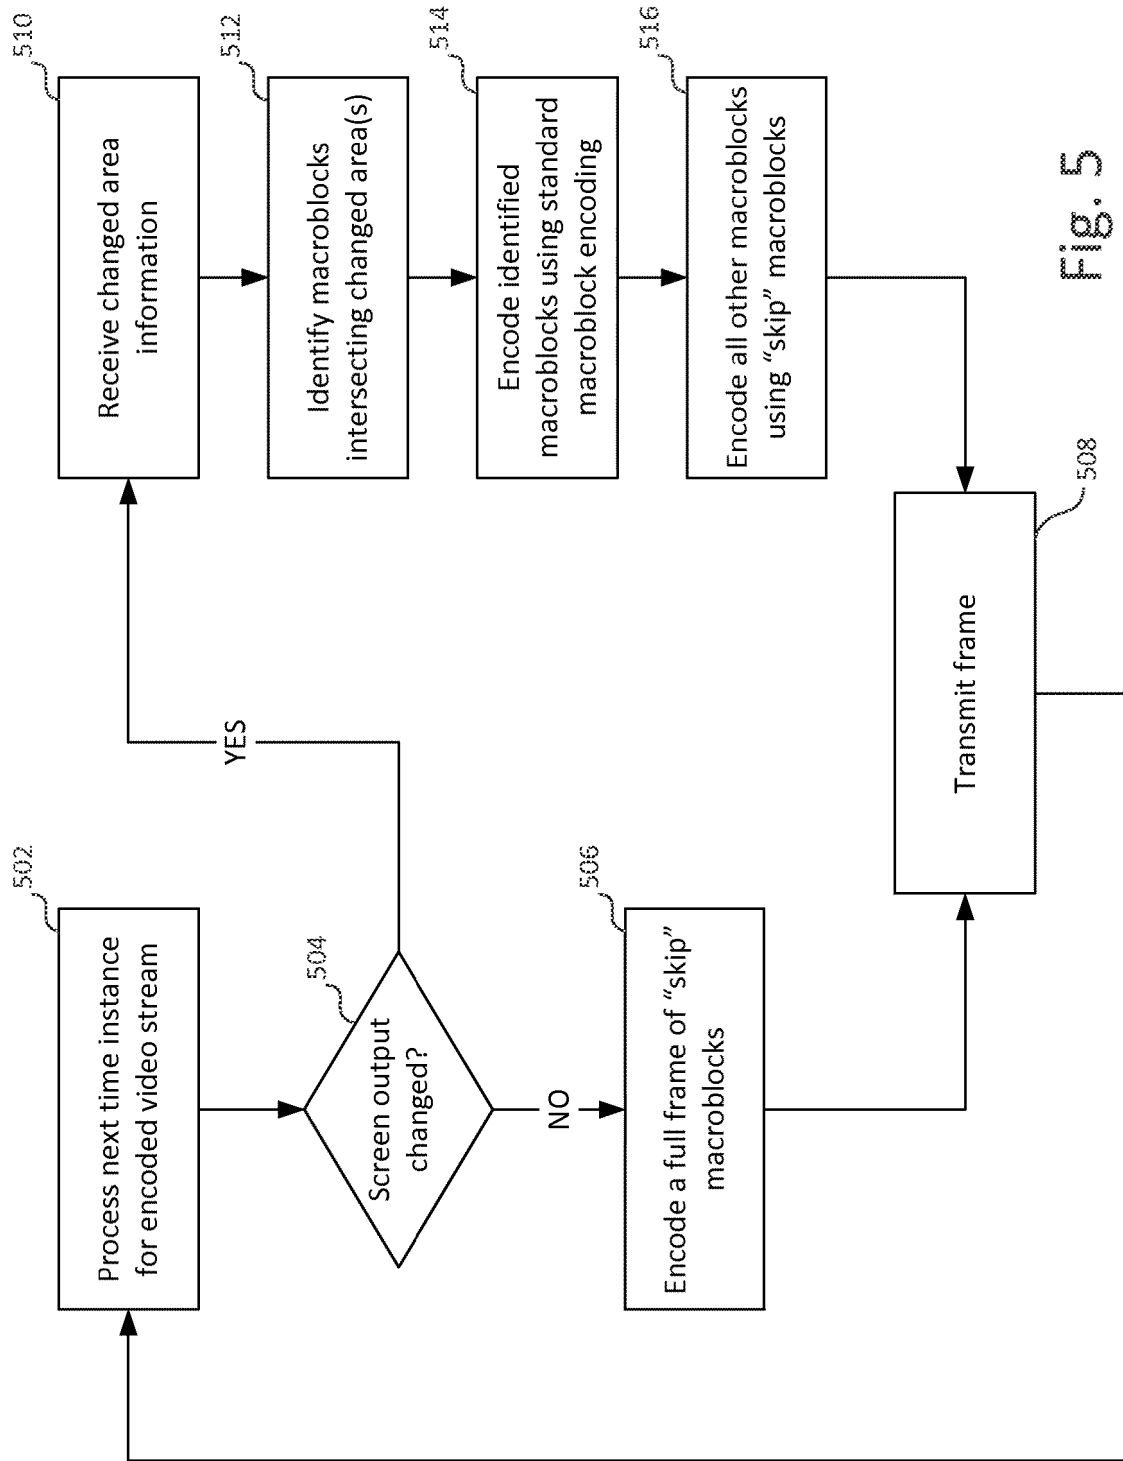 502
Process next time instance
for encoded video stream
504
Screen output
changed?
YES
NO
506
Encode a full frame of “skip”
macroblocks
508
Transmit frame
510
Receive changed area
information
512
Identify macroblocks
intersecting changed area(s)
514
Encode identified
macroblocks using standard
macroblock encoding
516
Encode all other macroblocks
using “skip” macroblocks
Fig. 5